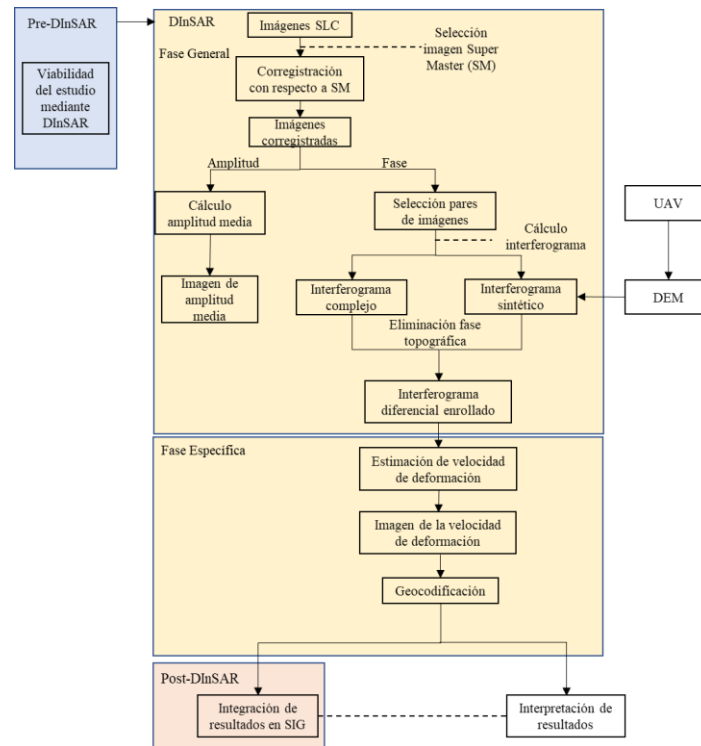 Pre-DInSAR
Viabilidad
del estudio
mediante
DInSAR
DInSAR
Fase General
Imágenes SLC
Selección
imagen Super
Master (SM)
Corregistración
con respecto a SM
Imágenes
corregistradas
Amplitud
Fase
Cálculo
amplitud media
Selección pares
de imágenes
UAV
Cálculo
interferograma
Imagen de
amplitud
media
Interferograma
complejo
Interferograma
sintético
DEM
Eliminación fase
topográfica
Interferograma
diferencial enrollado
Fase Específica
Estimación de velocidad
de deformación
Imagen de la velocidad
de deformación
Geocodificación
Post-DInSAR
Integración de
resultados en SIG
Interpretación de
resultados